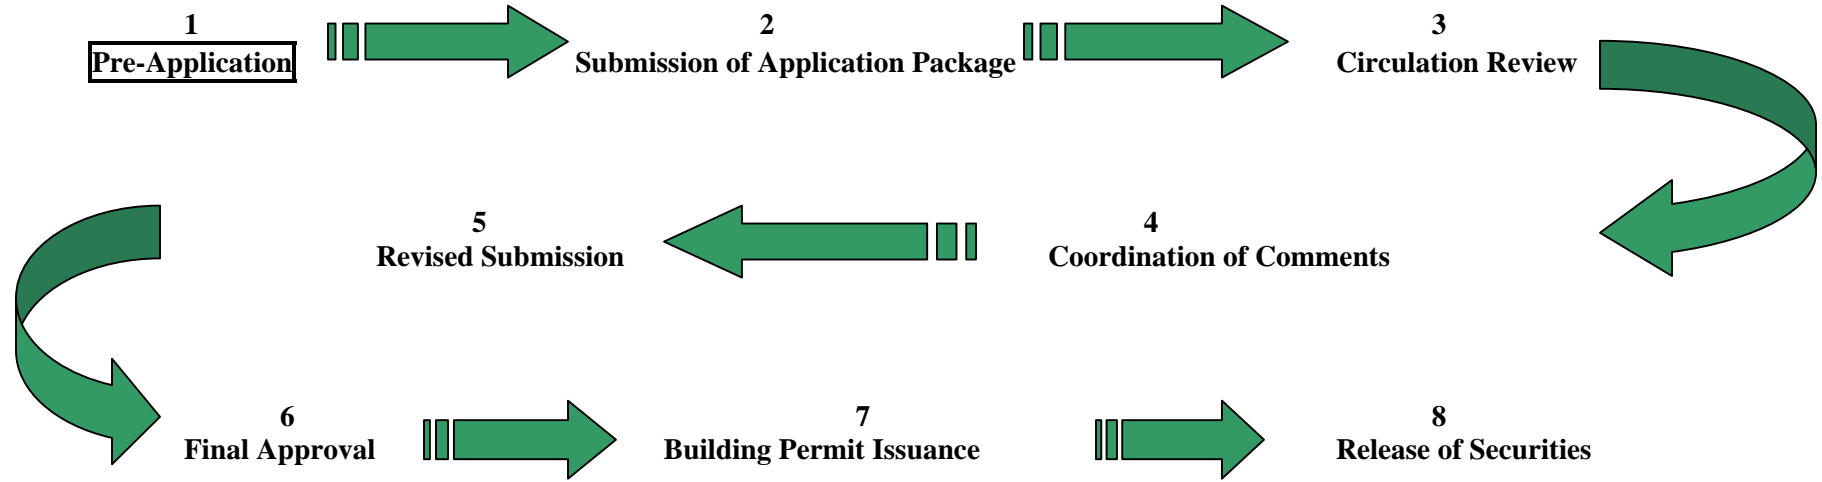 1
Pre-Application
2
Submission of Application Package
3
Circulation Review
4
Coordination of Comments
5
Revised Submission
6
Final Approval
7
Building Permit Issuance
8
Release of Securities